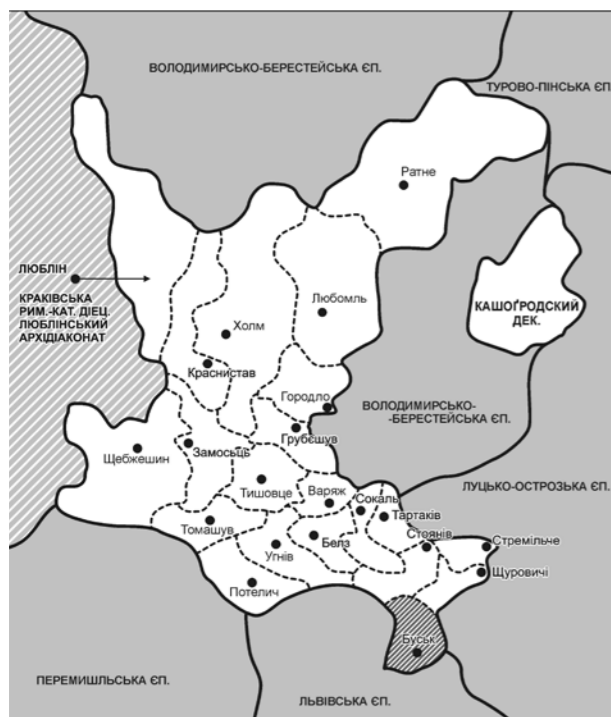 ВОЛОДИМИРСЬКО-БЕРЕСТЕЙСЬКА ЄП.
ТУРОВО-ПІНСЬКА ЄП.
Ратне
ЛЮБЛІН
КРАКІВСЬКА
РИМ.-КАТ. ДІЕЦ.
ЛЮБЛІНСЬКИЙ
АРХІДІАКОНАТ
Любомль
КАШОҐРОДСКИЙ
ДЕК.
Холм
Краснистав
Городло
ВОЛОДИМИРСЬКО-
-БЕРЕСТЕЙСЬКА ЄП.
Грубєшув
Щебжешин
Замосьць
Тишовце
Варяж
Сокаль
ЛУЦЬКО-ОСТРОЗЬКА ЄП.
Тартаків
Томашув
Угнів
Белз
Стоянів
Стремільче
Потелич
Щуровичі
Буськ
ПЕРЕМИШЛЬСЬКА ЄП.
ЛЬВІВСЬКА ЄП.